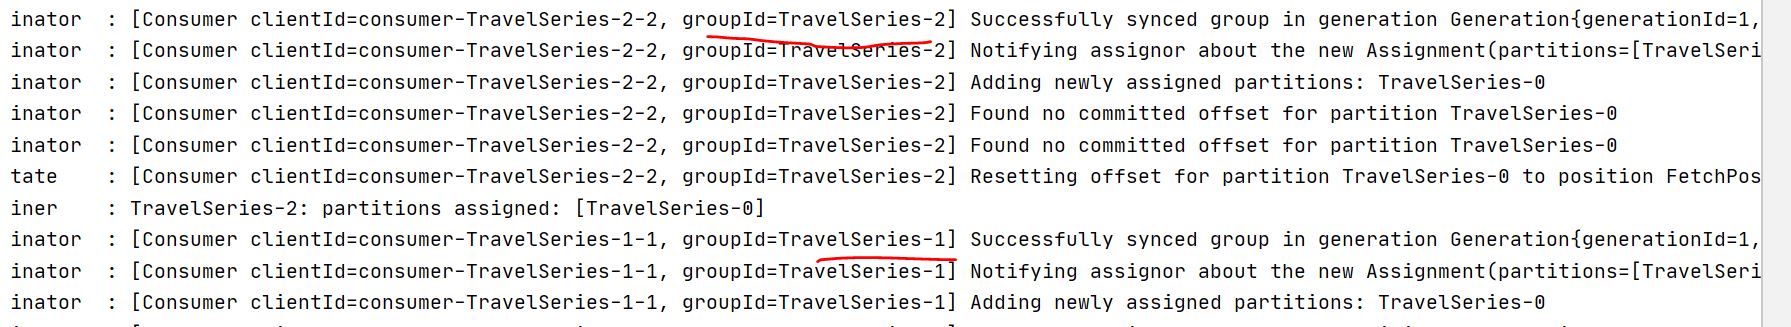 inator : [Consumer clientId=consumer-TravelSeries-2-2, groupId=TravelSeries-2] Successfully synced group in generation Generation{generationId=1,
inator : [Consumer clientId=consumer-TravelSeries-2-2, groupId=TravelSeries-2] Notifying assignor about the new Assignment(partitions=[TravelSeri
inator : [Consumer clientId=consumer-TravelSeries-2-2, groupId=TravelSeries-2] Adding newly assigned partitions: TravelSeries-0
inator : [Consumer clientId=consumer-TravelSeries-2-2, groupId=TravelSeries-2] Found no committed offset for partition TravelSeries-0
inator : [Consumer clientId=consumer-TravelSeries-2-2, groupId=TravelSeries-2] Found no committed offset for partition TravelSeries-0
tate : [Consumer clientId=consumer-TravelSeries-2-2, groupId=TravelSeries-2] Resetting offset for partition TravelSeries-0 to position FetchPos
iner : TravelSeries-2: partitions assigned: [TravelSeries-0]
inator : [Consumer clientId=consumer-TravelSeries-1-1, groupId=TravelSeries-1] Successfully synced group in generation Generation{generationId=1,
inator : [Consumer clientId=consumer-TravelSeries-1-1, groupId=TravelSeries-1] Notifying assignor about the new Assignment(partitions=[TravelSeri
inator : [Consumer clientId=consumer-TravelSeries-1-1, groupId=TravelSeries-1] Adding newly assigned partitions: TravelSeries-0